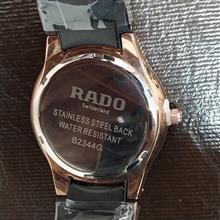 RADO
Switzerland
STAINLESS STEEL BACK
WATER RESISTANT
B2344G